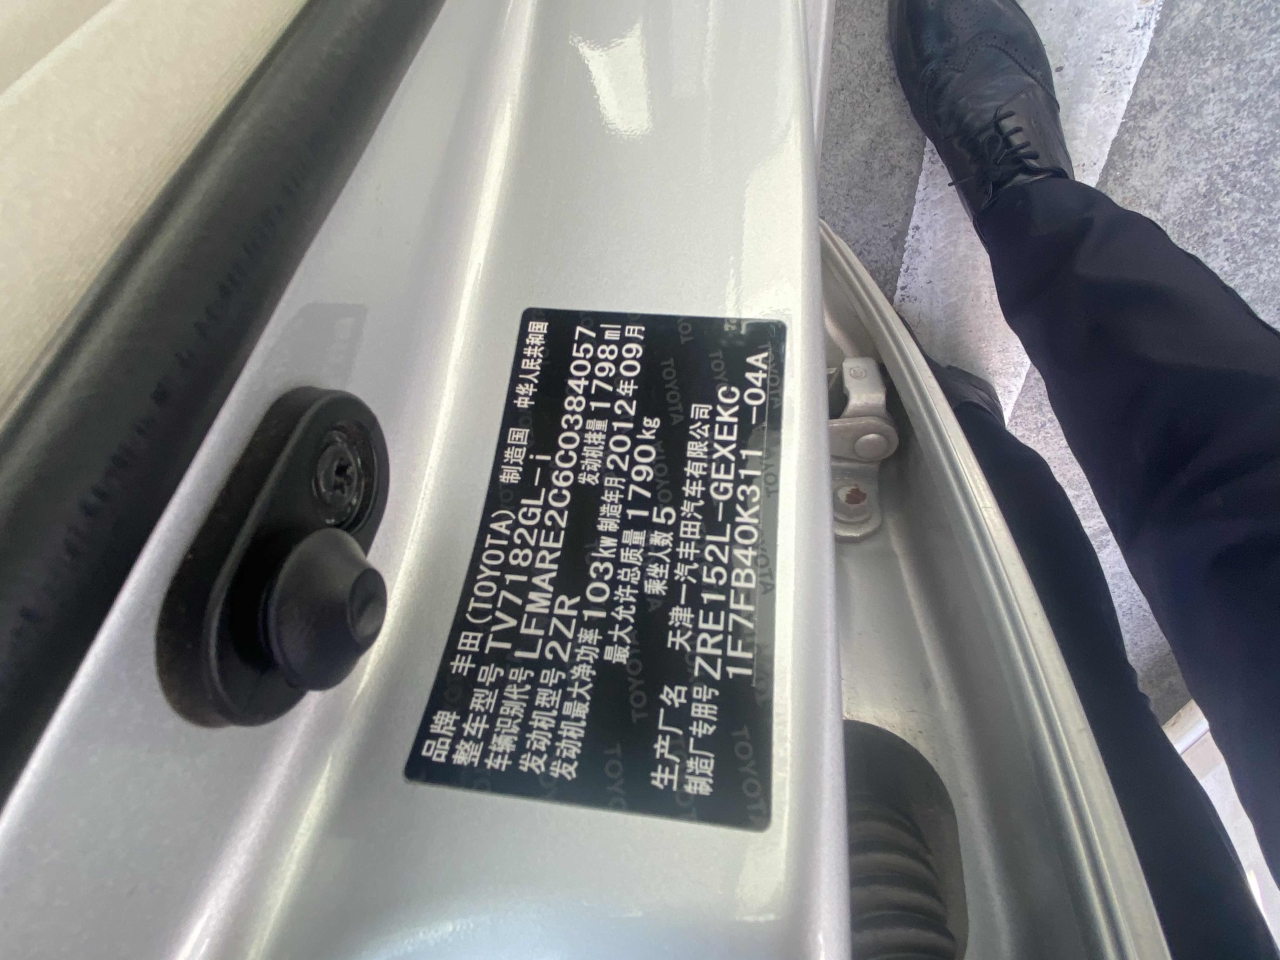 品牌 丰田(TOYOTA) 制造国 中华人民共和国
整车型号 TV7182GL-i
车辆识别代号 LFMARE2C6C0384057
发动机型号 2ZR 发动机排量 1798ml
发动机最大净功率 103kw 制造年月 2012年09月
最大允许总质量 1790kg
乘坐人数 5
生产厂名 天津一汽丰田汽车有限公司
制造厂专用号 ZRE152L-GEXEKC
1F7FB40K311 -04A